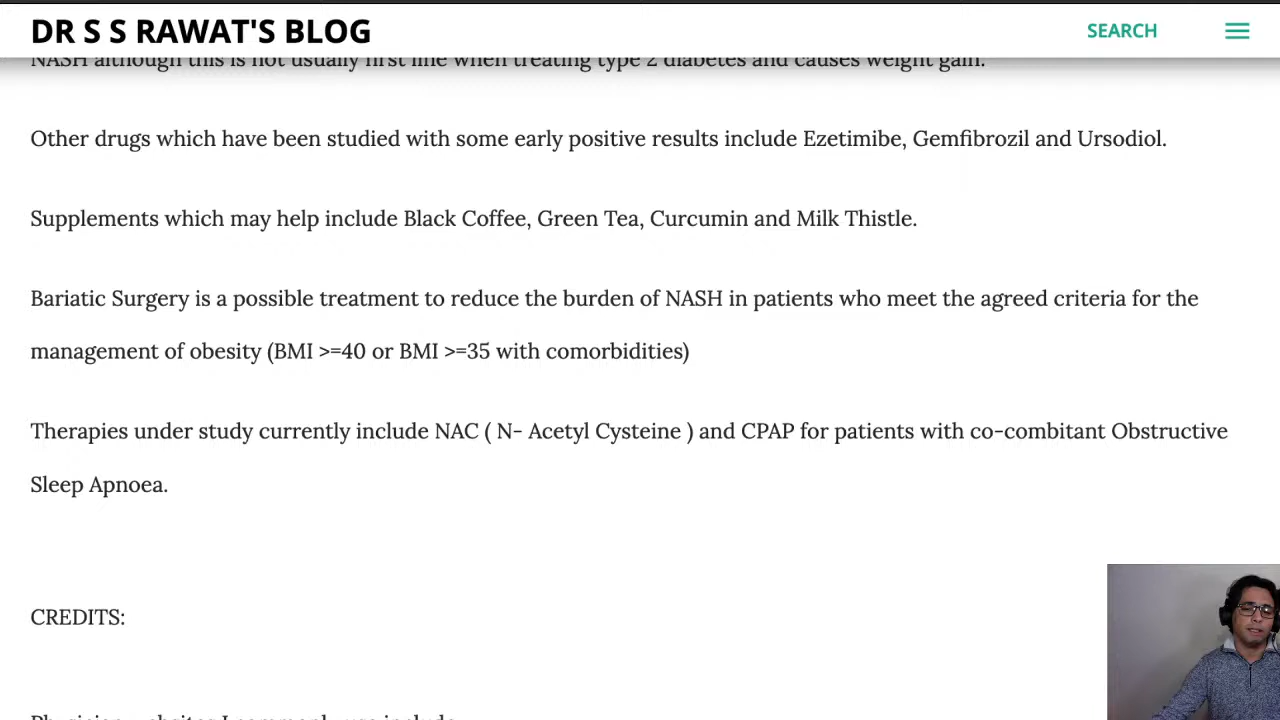 DR S S RAWAT'S BLOG
SEARCH
NASH although this is not usually first line when treating type 2 diabetes and causes weight gain.
Other drugs which have been studied with some early positive results include Ezetimibe, Gemfibrozil and Ursodiol.
Supplements which may help include Black Coffee, Green Tea, Curcumin and Milk Thistle.
Bariatic Surgery is a possible treatment to reduce the burden of NASH in patients who meet the agreed criteria for the
management of obesity (BMI >=40 or BMI >=35 with comorbidities)
Therapies under study currently include NAC ( N- Acetyl Cysteine ) and CPAP for patients with co-combitant Obstructive
Sleep Apnoea.
CREDITS:
Physician websites I commonly use include